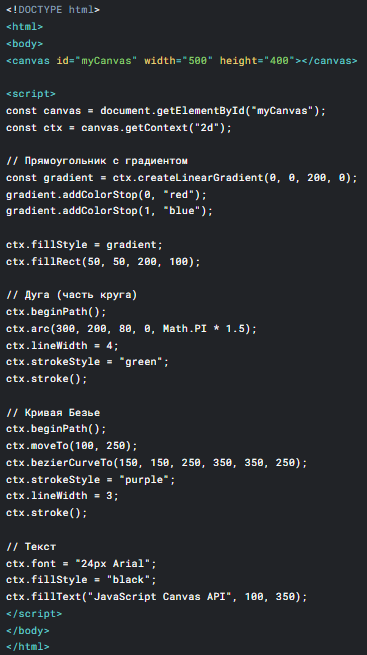 <!DOCTYPE html>
<html>
<body>
<canvas id="myCanvas" width="500" height="400"></canvas>
<script>
const canvas = document.getElementById("myCanvas");
const ctx = canvas.getContext("2d");
// Прямоугольник с градиентом
const gradient = ctx.createLinearGradient(0, 0, 200, 0);
gradient.addColorStop(0, "red");
gradient.addColorStop(1, "blue");
ctx.fillStyle = gradient;
ctx.fillRect(50, 50, 200, 100);
// Дуга (часть круга)
ctx.beginPath();
ctx.arc(300, 200, 80, 0, Math.PI * 1.5);
ctx.lineWidth = 4;
ctx.strokeStyle = "green";
ctx.stroke();
// Кривая Безье
ctx.beginPath();
ctx.moveTo(100, 250);
ctx.bezierCurveTo(150, 150, 250, 350, 350, 250);
ctx.strokeStyle = "purple";
ctx.lineWidth = 3;
ctx.stroke();
// Текст
ctx.font = "24px Arial";
ctx.fillStyle = "black";
ctx.fillText("JavaScript Canvas API", 100, 350);
</script>
</body>
</html>